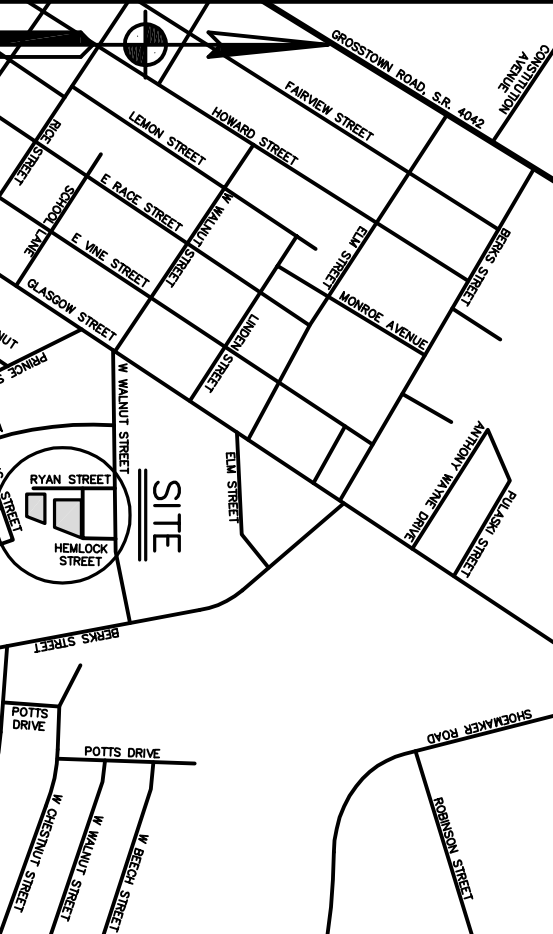 GROSSTOWN ROAD, S.R. 4042
CONSTITUTION
AVENUE
FAIRVIEW STREET
HOWARD STREET
LEMON STREET
RICE STREET
E RACE STREET
W WALNUT STREET
SCHOOL LANE
E VINE STREET
ELM STREET
BERKS STREET
GLASGOW STREET
MONROE AVENUE
LINDEN STREET
PRINCE
W WALNUT STREET
ELM STREET
ANTHONY WAYNE DRIVE
PULASKI STREET
RYAN STREET
STREET
SITE
HEMLOCK
STREET
BERKS STREET
POTTS
DRIVE
SHOEMAKER ROAD
POTTS DRIVE
W CHESTNUT STREET
W WALNUT STREET
W BEECH STREET
ROBINSON STREET